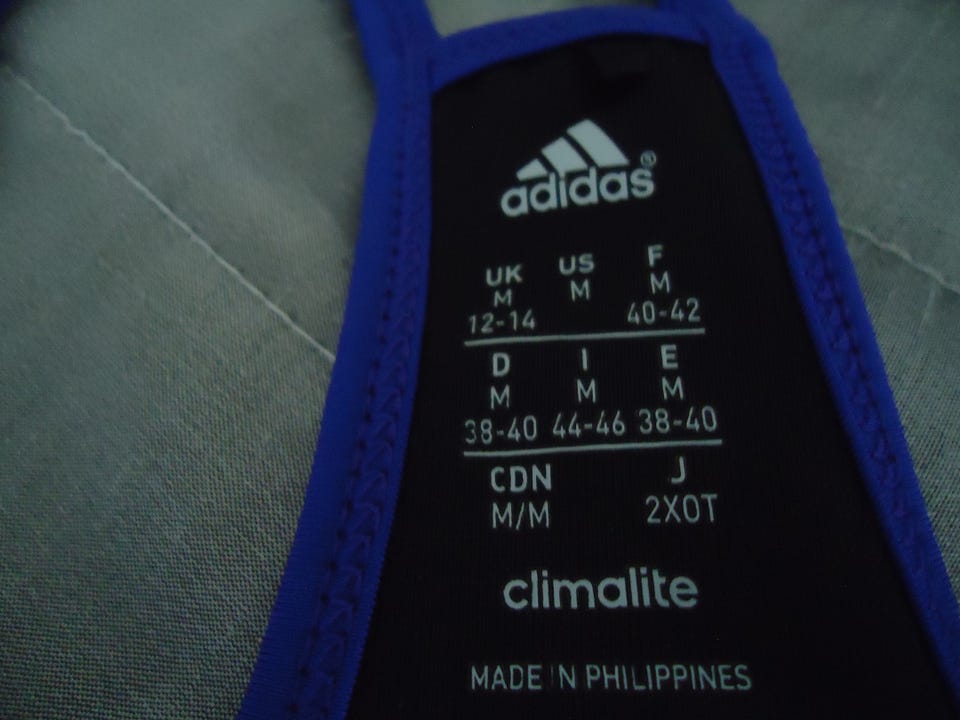 adidas®
UK US F
M M M
12-14 40-42
D I E
M M M
38-40 44-46 38-40
CDN J
M/M 2XOT
climalite
MADE IN PHILIPPINES